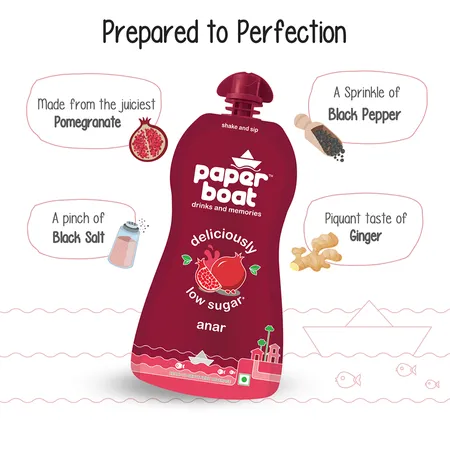 Prepared to Perfection
Made from the juiciest
Pomegranate
A Sprinkle of
Black Pepper
A pinch of
Black Salt
Piquant taste of
Ginger
shake and sip
paper
boat™
drinks and memories
deliciously
low sugar*
anar